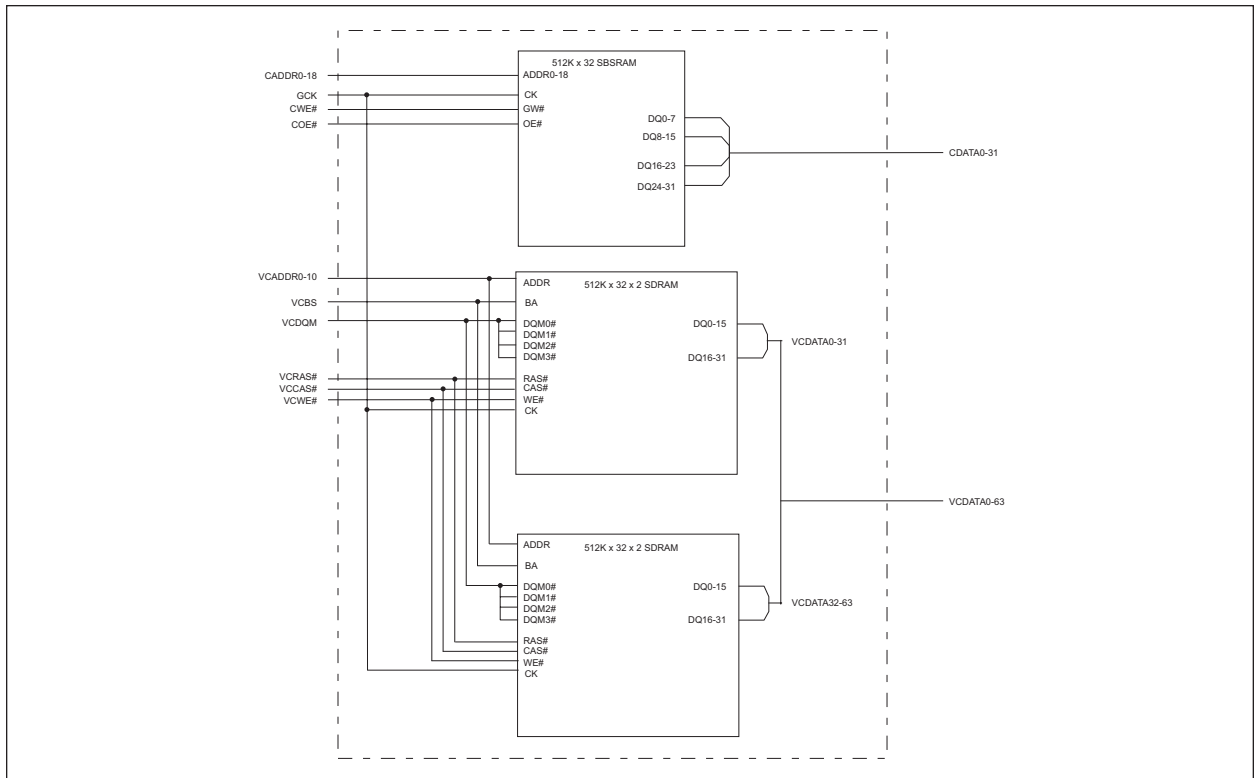 512K x 32 SBSRAM
CADDR0-18
ADDR0-18
GCK
CK
CWE#
GW#
COE#
OE#
DQ0-7
DQ8-15
DQ16-23
DQ24-31
CDATA0-31
VCADDR0-10
ADDR
512K x 32 x 2 SDRAM
VCBS
BA
VCDQM
DQM0#
DQM1#
DQM2#
DQM3#
DQ0-15
DQ16-31
VCDATA0-31
VCRAS#
RAS#
VCCAS#
CAS#
VCWE#
WE#
CK
VCDATA0-63
ADDR
512K x 32 x 2 SDRAM
BA
DQM0#
DQM1#
DQM2#
DQM3#
DQ0-15
DQ16-31
VCDATA32-63
RAS#
CAS#
WE#
CK